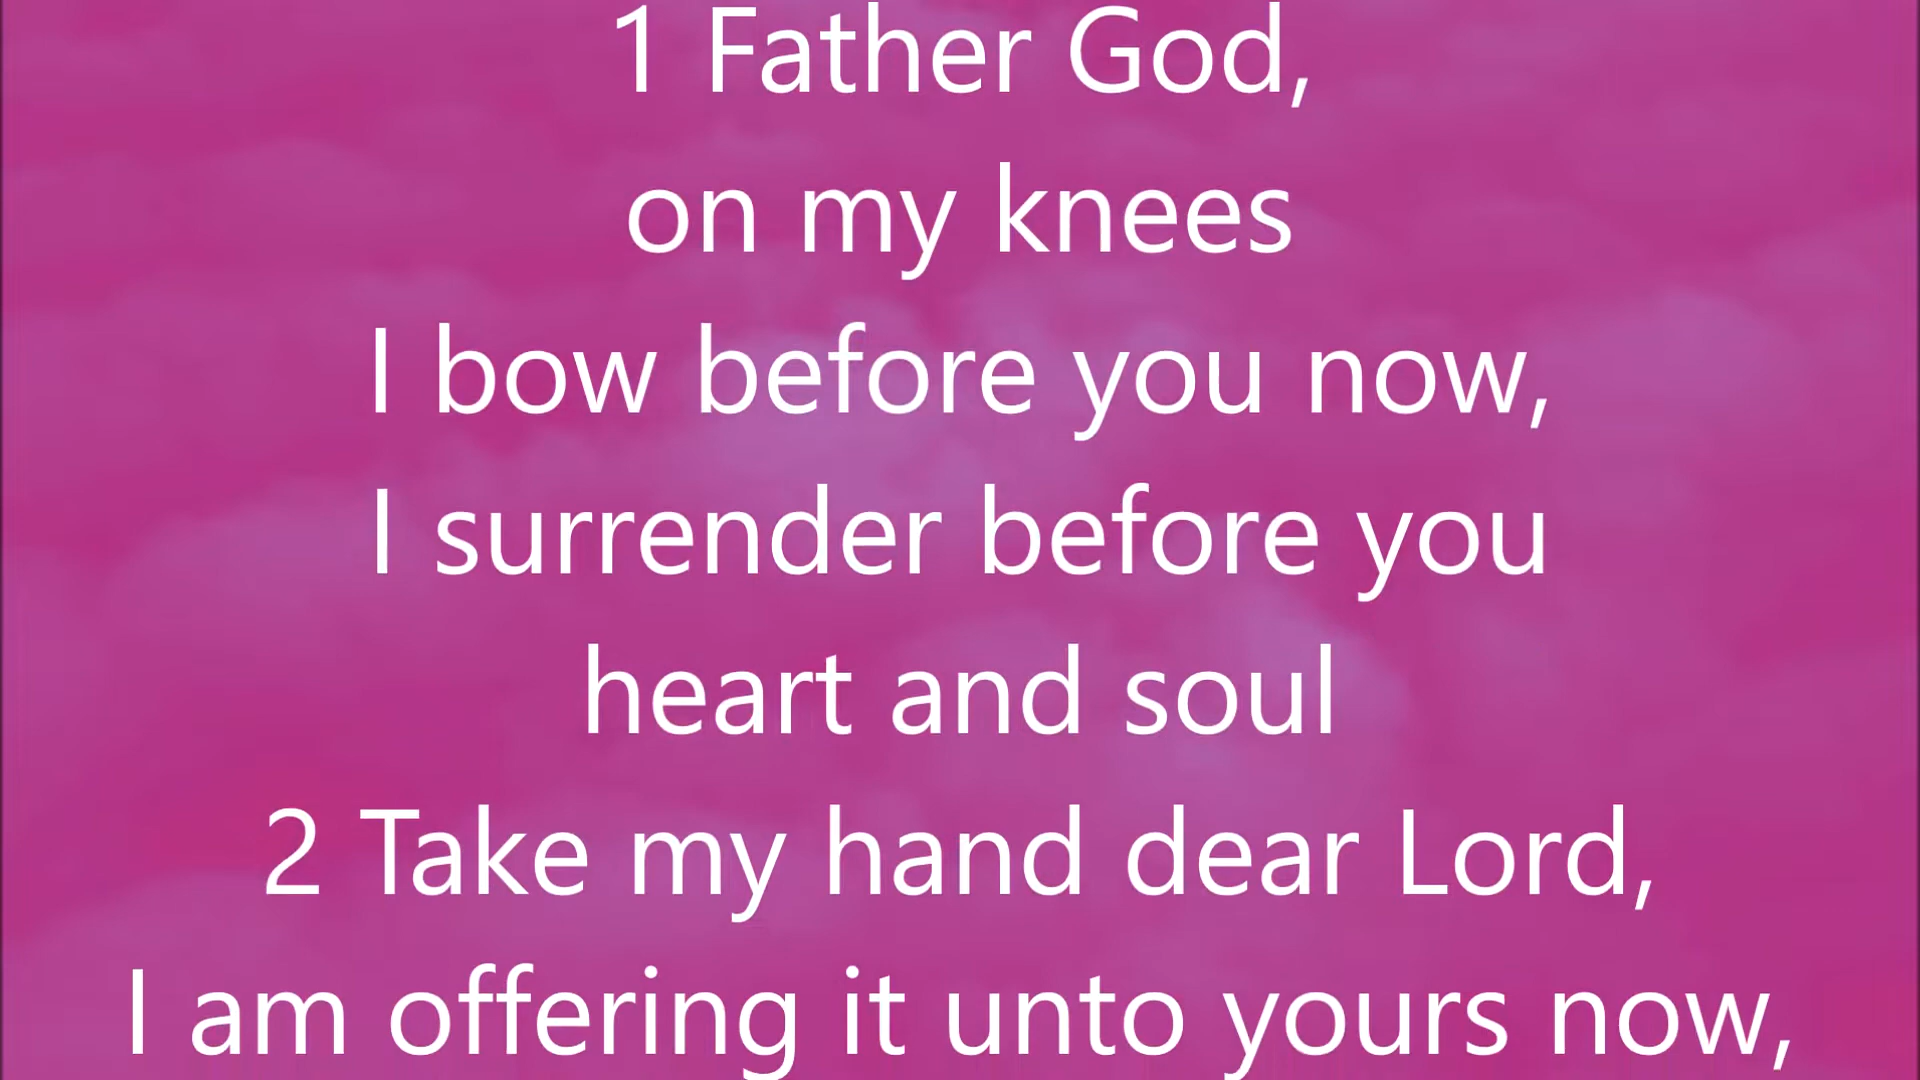 1 Father God,
on my knees
I bow before you now,
I surrender before you
heart and soul
2 Take my hand dear Lord,
I am offering it unto yours now,